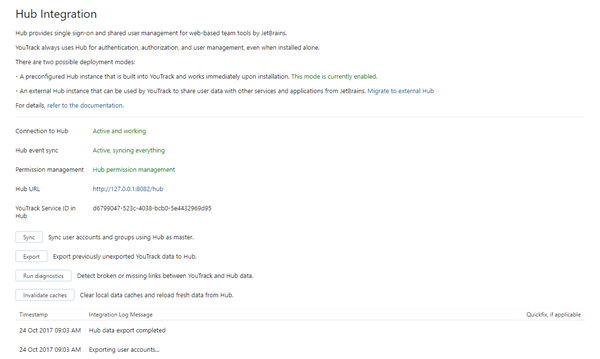 Hub Integration
Hub provides single sign-on and shared user management for web-based team tools by JetBrains.
YouTrack always uses Hub for authentication, authorization, and user management, even when installed alone.
There are two possible deployment modes:
- A preconfigured Hub instance that is built into YouTrack and works immediately upon installation. This mode is currently enabled.
- An external Hub instance that can be used by YouTrack to share user data with other services and applications from JetBrains. Migrate to external Hub
For details, refer to the documentation.
Connection to Hub Active and working
Hub event sync Active, syncing everything
Permission management Hub permission management
Hub URL http://127.0.0.1:8082/hub
YouTrack Service ID in d6799047-523c-4038-bcb0-5e4432969d95
Hub
Sync Sync user accounts and groups using Hub as master.
Export Export previously unexported YouTrack data to Hub.
Run diagnostics Detect broken or missing links between YouTrack and Hub data.
Invalidate caches Clear local data caches and reload fresh data from Hub.
Timestamp Integration Log Message Quickfix, if applicable
24 Oct 2017 09:03 AM Hub data export completed
24 Oct 2017 09:03 AM Exporting user accounts...